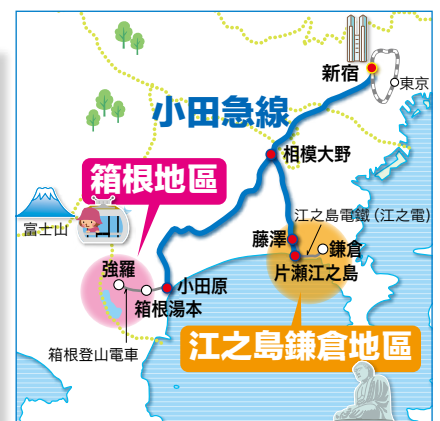 新宿
東京
小田急線
相模大野
箱根地區
江之島電鐵(江之電)
富士山
藤澤
鎌倉
片瀬江之島
強羅
小田原
箱根湯本
箱根登山電車
江之島鎌倉地區